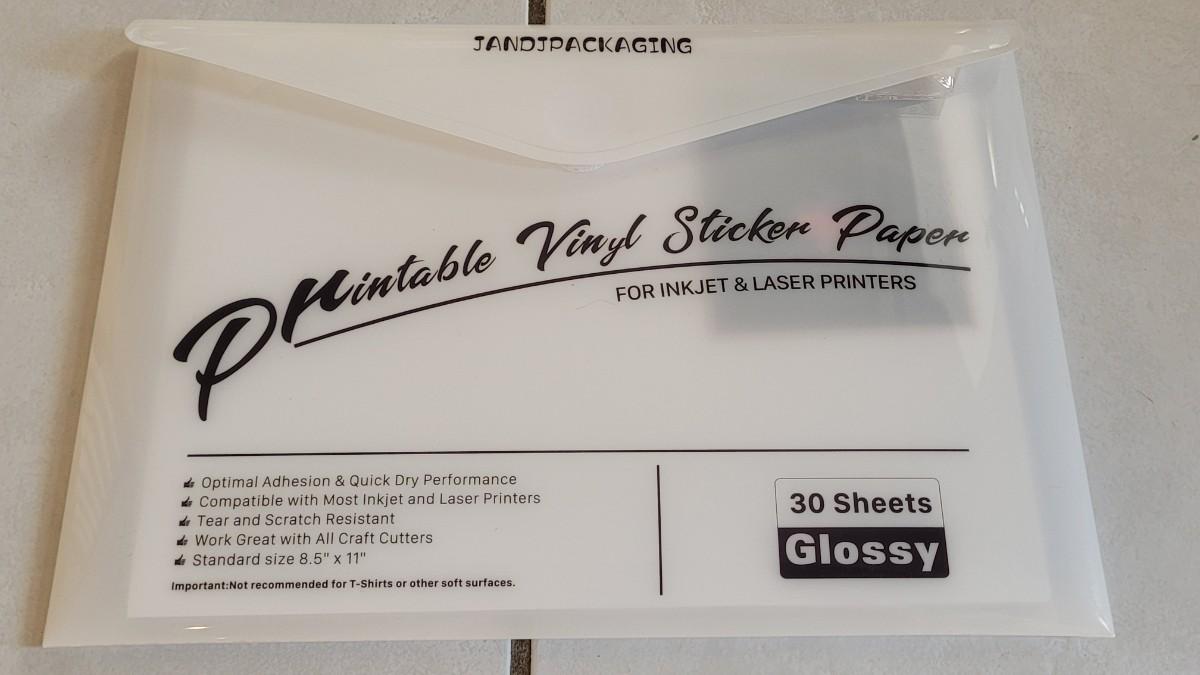 JANDJPACKAGING
Printable Vinyl Sticker Paper
FOR INKJET & LASER PRINTERS
Optimal Adhesion & Quick Dry Performance
Compatible with Most Inkjet and Laser Printers
Tear and Scratch Resistant
Work Great with All Craft Cutters
Standard size 8.5" x 11"
Important:Not recommended for T-Shirts or other soft surfaces.
30 Sheets
Glossy